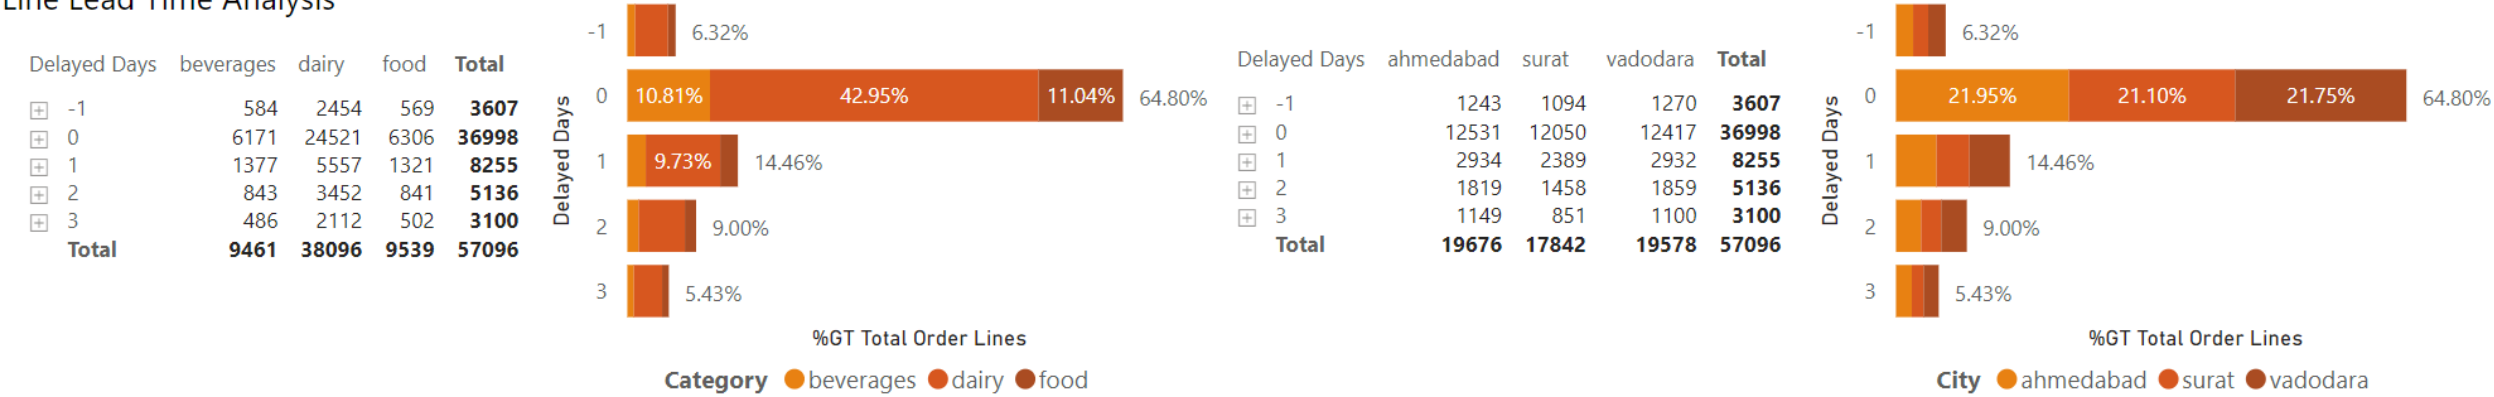 Line Lead Time Analysis
Delayed Days beverages dairy food Total
-1 584 2454 569 3607
0 6171 24521 6306 36998
1 1377 5557 1321 8255
2 843 3452 841 5136
3 486 2112 502 3100
Total 9461 38096 9539 57096
Delayed Days
-1 6.32%
0 10.81% 42.95% 11.04% 64.80%
1 9.73% 14.46%
2 9.00%
3 5.43%
%GT Total Order Lines
Category beverages dairy food
Delayed Days ahmedabad surat vadodara Total
-1 1243 1094 1270 3607
0 12531 12050 12417 36998
1 2934 2389 2932 8255
2 1819 1458 1859 5136
3 1149 851 1100 3100
Total 19676 17842 19578 57096
Delayed Days
-1 6.32%
0 21.95% 21.10% 21.75% 64.80%
1 14.46%
2 9.00%
3 5.43%
%GT Total Order Lines
City ahmedabad surat vadodara